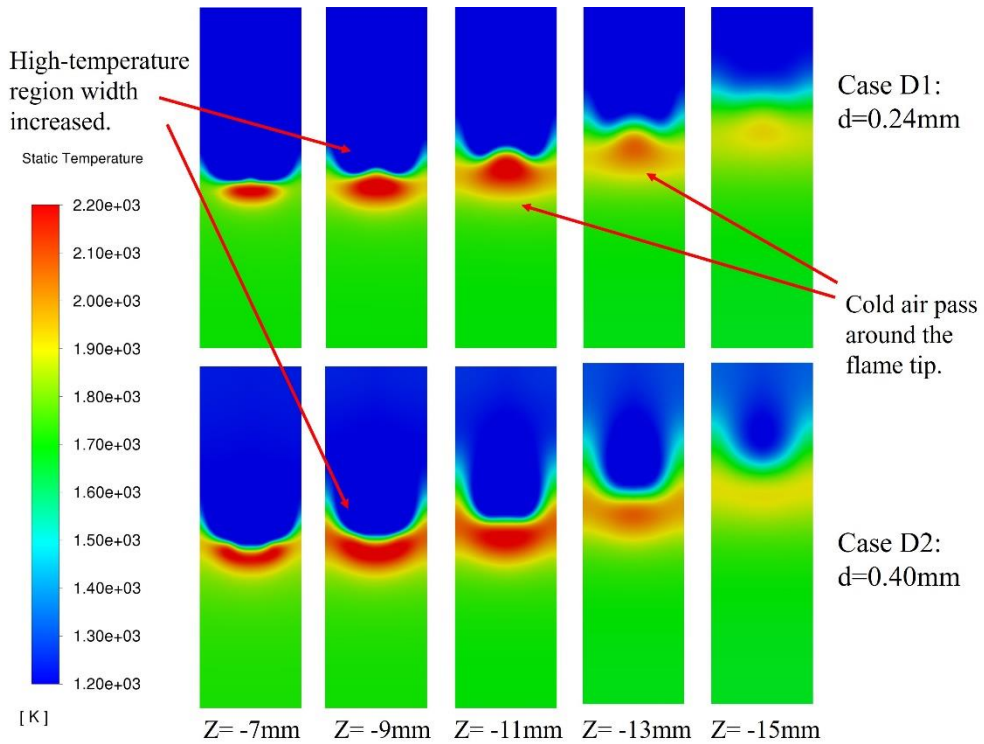 High-temperature
region width
increased.
Static Temperature
2.20e+03
2.10e+03
2.00e+03
1.90e+03
1.80e+03
1.70e+03
1.60e+03
1.50e+03
1.40e+03
1.30e+03
1.20e+03
[ K ]
Case D1:
d=0.24mm
Cold air pass
around the
flame tip.
Case D2:
d=0.40mm
Z= -7mm
Z= -9mm
Z= -11mm
Z= -13mm
Z= -15mm